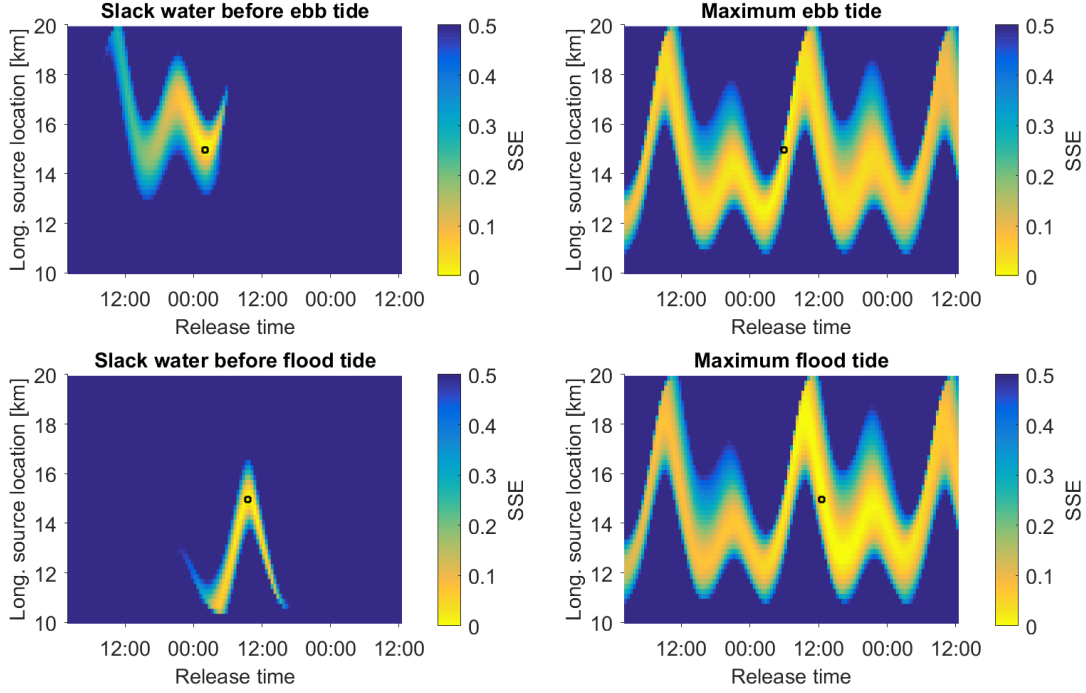 Slack water before ebb tide
Long. source location [km]
20
18
16
14
12
10
12:00 00:00 12:00 00:00 12:00
Release time
0.5
0.4
0.3
0.2
0.1
0
SSE
Maximum ebb tide
Long. source location [km]
20
18
16
14
12
10
12:00 00:00 12:00 00:00 12:00
Release time
0.5
0.4
0.3
0.2
0.1
0
SSE
Slack water before flood tide
Long. source location [km]
20
18
16
14
12
10
12:00 00:00 12:00 00:00 12:00
Release time
0.5
0.4
0.3
0.2
0.1
0
SSE
Maximum flood tide
Long. source location [km]
20
18
16
14
12
10
12:00 00:00 12:00 00:00 12:00
Release time
0.5
0.4
0.3
0.2
0.1
0
SSE